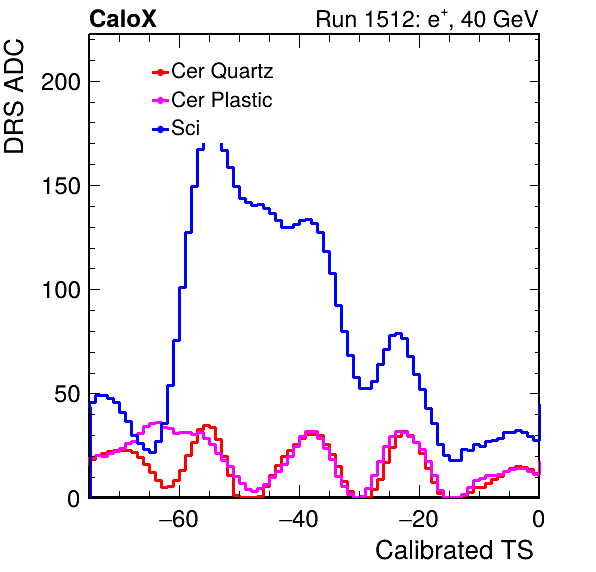 CaloX Run 1512: e⁺, 40 GeV
DRS ADC
Cer Quartz
Cer Plastic
Sci
200
150
100
50
0
−60 −40 −20 0
Calibrated TS